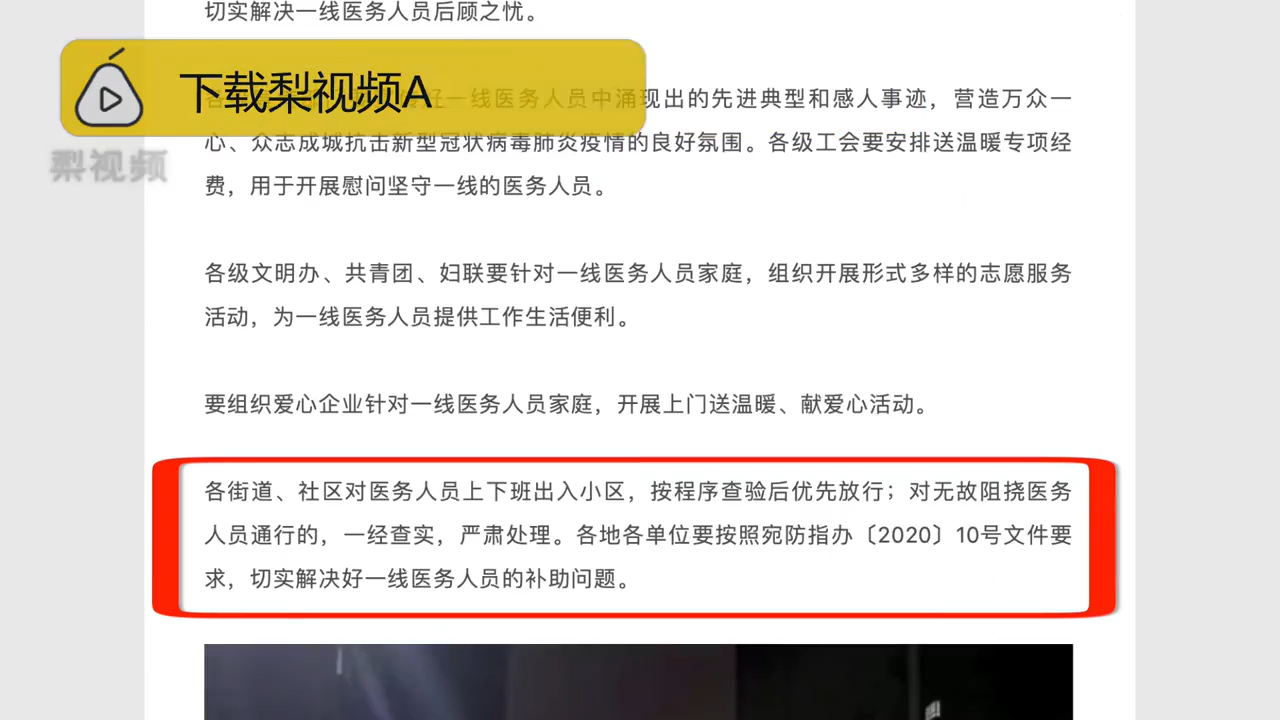 切实解决一线医务人员后顾之忧。
下载梨视频A
一线医务人员中涌现出的先进典型和感人事迹，营造万众一
心、众志成城抗击新型冠状病毒肺炎疫情的良好氛围。各级工会要安排送温暖专项经
梨视频
费，用于开展慰问坚守一线的医务人员。
各级文明办、共青团、妇联要针对一线医务人员家庭，组织开展形式多样的志愿服务
活动，为一线医务人员提供工作生活便利。
要组织爱心企业针对一线医务人员家庭，开展上门送温暖、献爱心活动。
各街道、社区对医务人员上下班出入小区，按程序查验后优先放行；对无故阻挠医务
人员通行的，一经查实，严肃处理。各地各单位要按照宛防指办〔2020〕10号文件要
求，切实解决好一线医务人员的补助问题。